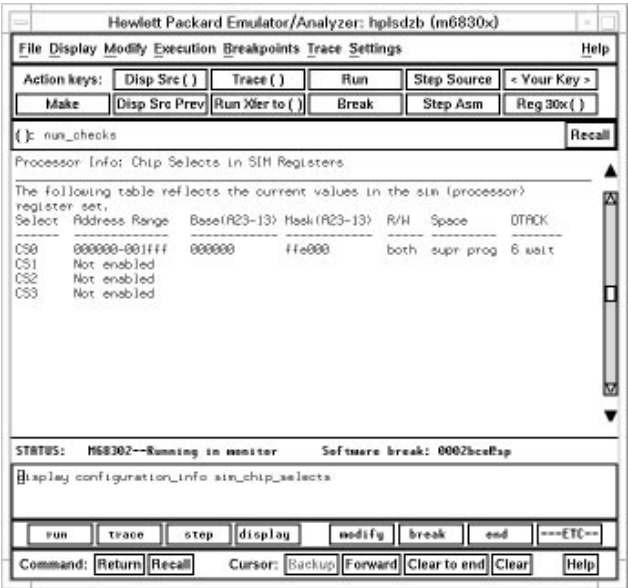 Hewlett Packard Emulator/Analyzer: hplsdzb (m6830x)
File Display Modify Execution Breakpoints Trace Settings Help
Action keys: Disp Src ( ) Trace ( ) Run Step Source < Your Key >
Make Disp Src Prev Run Xfer to ( ) Break Step Asm Reg 30x ( )
( ): num_checks Recall
Processor Info: Chip Selects in SIM Registers
The following table reflects the current values in the sim (processor)
register set.
Select Address Range Base(A23-13) Mask(A23-13) R/W Space DTACK
CS0 000000-001fff 000000 ffe000 both supr prog 6 wait
CS1 Not enabled
CS2 Not enabled
CS3 Not enabled
STATUS: M68302--Running in monitor Software break: 0002bce@sp
display configuration_info sim_chip_selects
run trace step display modify break end ---ETC--
Command: Return Recall Cursor: Backup Forward Clear to end Clear Help